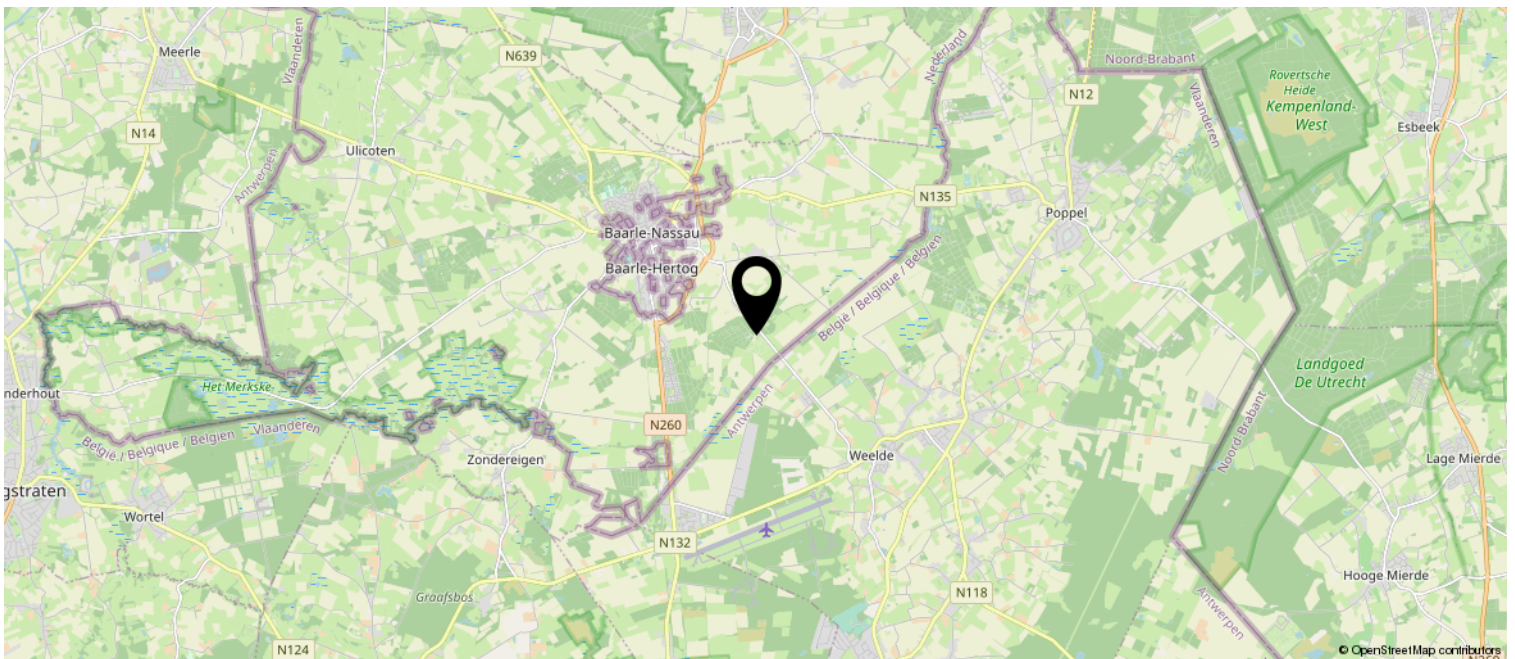 Meerle
Vlaanderen
N639
Nederland
Noord-Brabant
N12
Vlaanderen
Rovertsche
Heide
Kempenland-
West
Esbeek
N14
Ulicoten
Antwerpen
N135
Poppel
Baarle-Nassau
Baarle-Hertog
België / Belgique / Belgien
Landgoed
De Utrecht
Het Merkske
nderhout
België / Belgique / Belgien
Vlaanderen
Antwerpen
Noord-Brabant
N260
Zondereigen
Weelde
Lage Mierde
gstraten
Wortel
N132
Hooge Mierde
Graafsbos
N118
Antwerpen
N124
© OpenStreetMap contributors